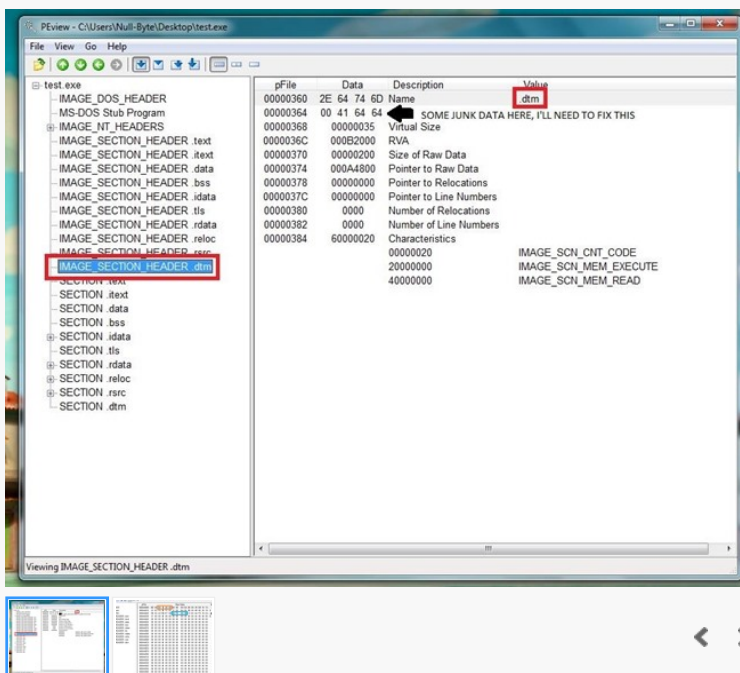 PEview - C:\Users\Null-Byte\Desktop\test.exe
File View Go Help
test.exe
IMAGE_DOS_HEADER
MS-DOS Stub Program
IMAGE_NT_HEADERS
IMAGE_SECTION_HEADER .text
IMAGE_SECTION_HEADER .itext
IMAGE_SECTION_HEADER .data
IMAGE_SECTION_HEADER .bss
IMAGE_SECTION_HEADER .idata
IMAGE_SECTION_HEADER .tls
IMAGE_SECTION_HEADER .rdata
IMAGE_SECTION_HEADER .reloc
IMAGE_SECTION_HEADER .rsrc
IMAGE_SECTION_HEADER .dtm
SECTION .text
SECTION .itext
SECTION .data
SECTION .bss
SECTION .idata
SECTION .tls
SECTION .rdata
SECTION .reloc
SECTION .rsrc
SECTION .dtm
pFile Data Description Value
00000360 2E 64 74 6D Name .dtm
00000364 00 41 64 64 SOME JUNK DATA HERE, I'LL NEED TO FIX THIS
00000368 00000035 Virtual Size
0000036C 000B2000 RVA
00000370 00000200 Size of Raw Data
00000374 000A4800 Pointer to Raw Data
00000378 00000000 Pointer to Relocations
0000037C 00000000 Pointer to Line Numbers
00000380 0000 Number of Relocations
00000382 0000 Number of Line Numbers
00000384 60000020 Characteristics
00000020 IMAGE_SCN_CNT_CODE
20000000 IMAGE_SCN_MEM_EXECUTE
40000000 IMAGE_SCN_MEM_READ
Viewing IMAGE_SECTION_HEADER .dtm